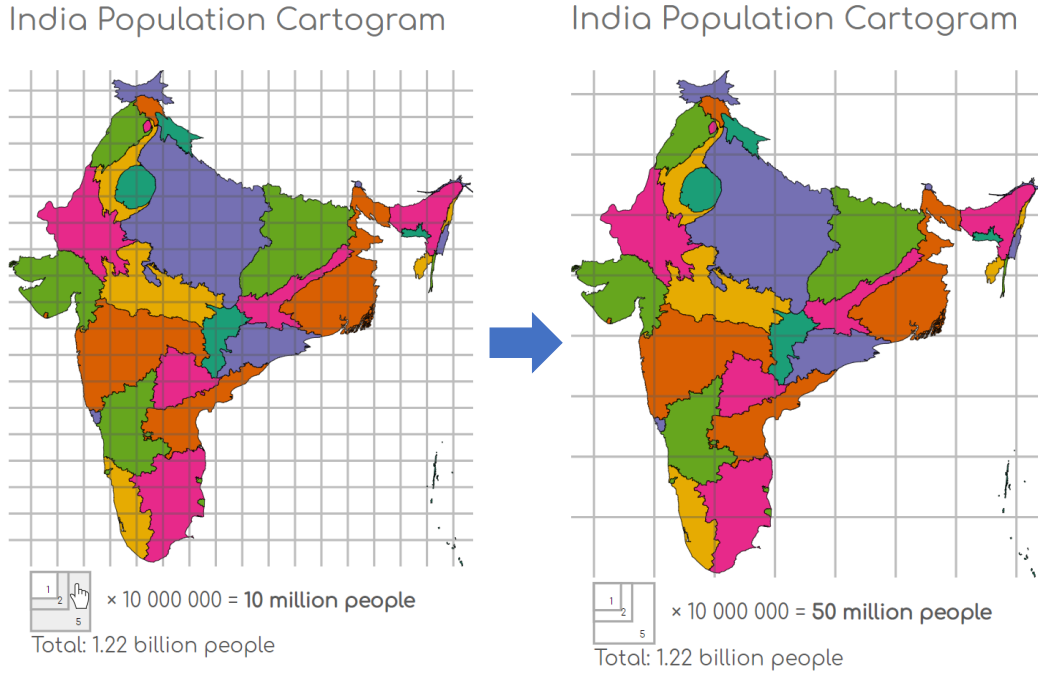 India Population Cartogram
1
2
5
× 10 000 000 = 10 million people
Total: 1.22 billion people
India Population Cartogram
1
2
5
× 10 000 000 = 50 million people
Total: 1.22 billion people